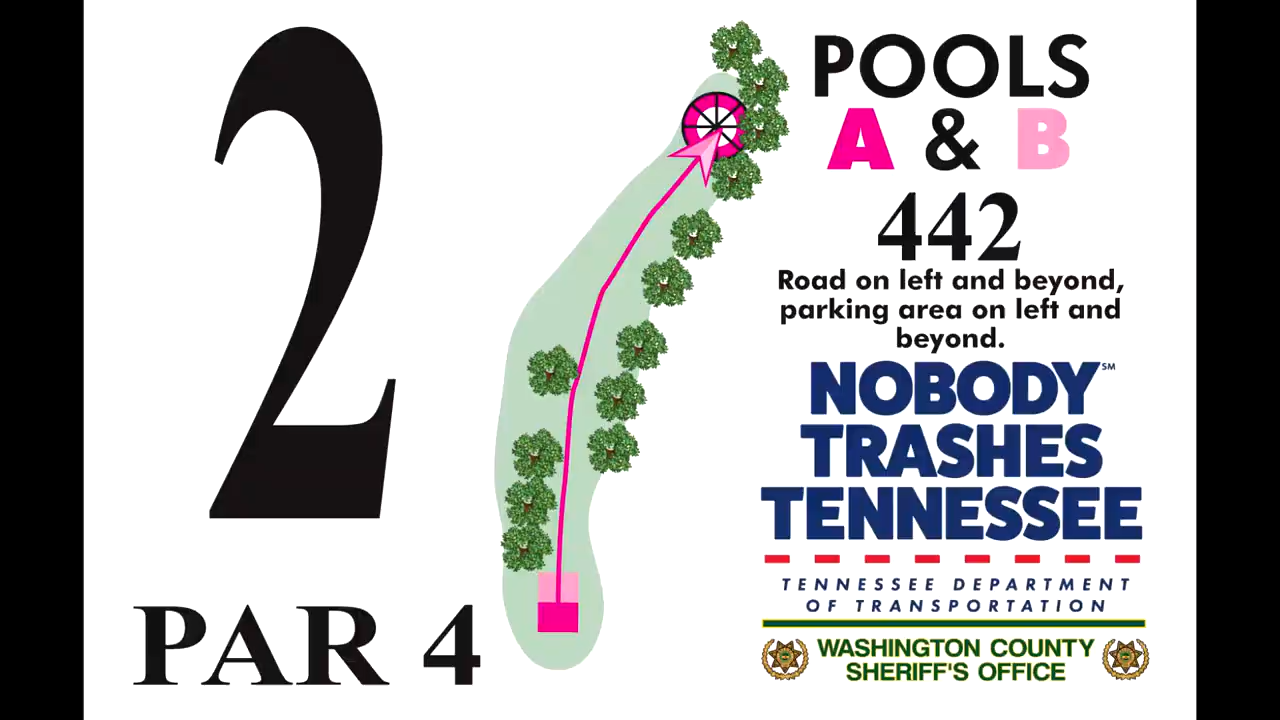 2
PAR 4
POOLS
A & B
442
Road on left and beyond,
parking area on left and
beyond.
NOBODY℠
TRASHES
TENNESSEE
TENNESSEE DEPARTMENT
OF TRANSPORTATION
WASHINGTON COUNTY
SHERIFF'S OFFICE